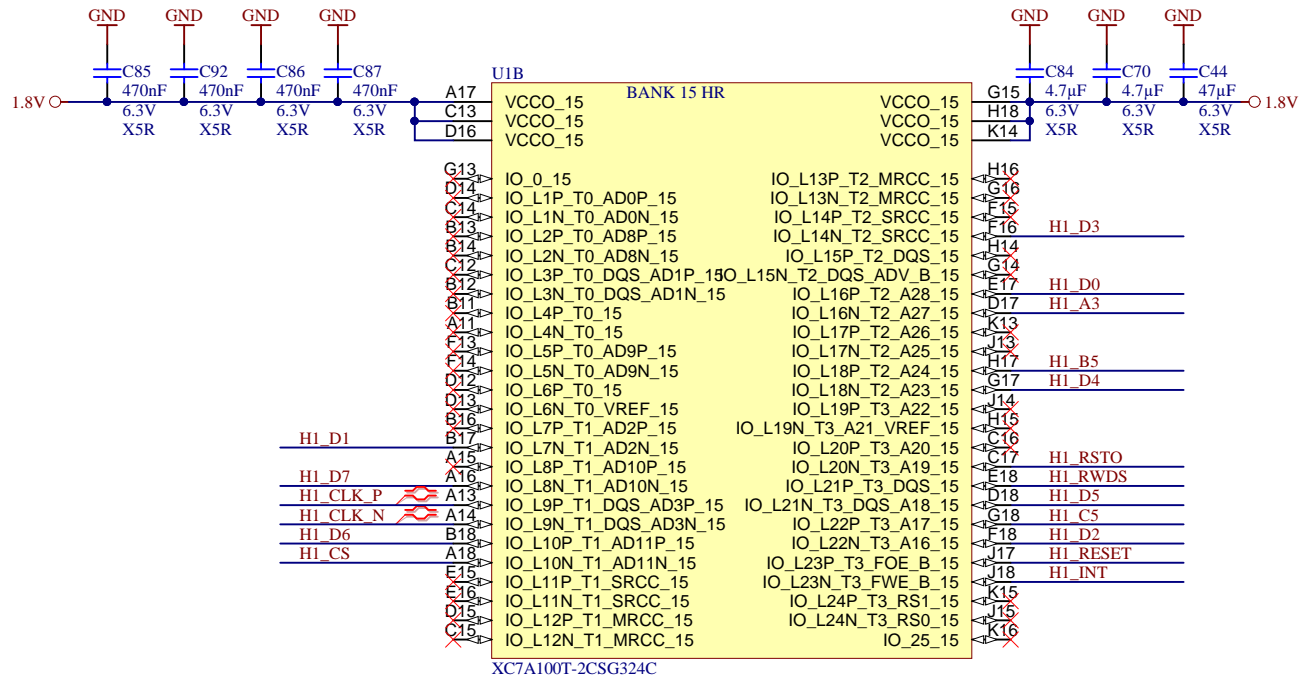 GND GND GND GND GND GND GND
C85 C92 C86 C87 U1B C84 C70 C44
470nF 470nF 470nF 470nF BANK 15 HR 4.7µF 4.7µF 47µF
1.8V A17 VCCO_15 VCCO_15 G15 1.8V
6.3V 6.3V 6.3V 6.3V C13 VCCO_15 VCCO_15 H18 6.3V 6.3V 6.3V
X5R X5R X5R X5R D16 VCCO_15 VCCO_15 K14 X5R X5R X5R
G13 IO_0_15 IO_L13P_T2_MRCC_15 H16
D14 IO_L1P_T0_AD0P_15 IO_L13N_T2_MRCC_15 G16
C14 IO_L1N_T0_AD0N_15 IO_L14P_T2_SRCC_15 F15
B13 IO_L2P_T0_AD8P_15 IO_L14N_T2_SRCC_15 F16 H1_D3
B14 IO_L2N_T0_AD8N_15 IO_L15P_T2_DQS_15 H14
C12 IO_L3P_T0_DQS_AD1P_15 IO_L15N_T2_DQS_ADV_B_15 G14
B12 IO_L3N_T0_DQS_AD1N_15 IO_L16P_T2_A28_15 E17 H1_D0
B11 IO_L4P_T0_15 IO_L16N_T2_A27_15 D17 H1_A3
A11 IO_L4N_T0_15 IO_L17P_T2_A26_15 K13
F13 IO_L5P_T0_AD9P_15 IO_L17N_T2_A25_15 J13
F14 IO_L5N_T0_AD9N_15 IO_L18P_T2_A24_15 H17 H1_B5
D12 IO_L6P_T0_15 IO_L18N_T2_A23_15 G17 H1_D4
D13 IO_L6N_T0_VREF_15 IO_L19P_T3_A22_15 J14
B16 IO_L7P_T1_AD2P_15 IO_L19N_T3_A21_VREF_15 H15
H1_D1 B17 IO_L7N_T1_AD2N_15 IO_L20P_T3_A20_15 C16
A15 IO_L8P_T1_AD10P_15 IO_L20N_T3_A19_15 C17 H1_RSTO
H1_D7 A16 IO_L8N_T1_AD10N_15 IO_L21P_T3_DQS_15 E18 H1_RWDS
H1_CLK_P A13 IO_L9P_T1_DQS_AD3P_15 IO_L21N_T3_DQS_A18_15 D18 H1_D5
H1_CLK_N A14 IO_L9N_T1_DQS_AD3N_15 IO_L22P_T3_A17_15 G18 H1_C5
H1_D6 B18 IO_L10P_T1_AD11P_15 IO_L22N_T3_A16_15 F18 H1_D2
H1_CS A18 IO_L10N_T1_AD11N_15 IO_L23P_T3_FOE_B_15 J17 H1_RESET
E15 IO_L11P_T1_SRCC_15 IO_L23N_T3_FWE_B_15 J18 H1_INT
E16 IO_L11N_T1_SRCC_15 IO_L24P_T3_RS1_15 K15
D15 IO_L12P_T1_MRCC_15 IO_L24N_T3_RS0_15 J15
C15 IO_L12N_T1_MRCC_15 IO_25_15 K16
XC7A100T-2CSG324C